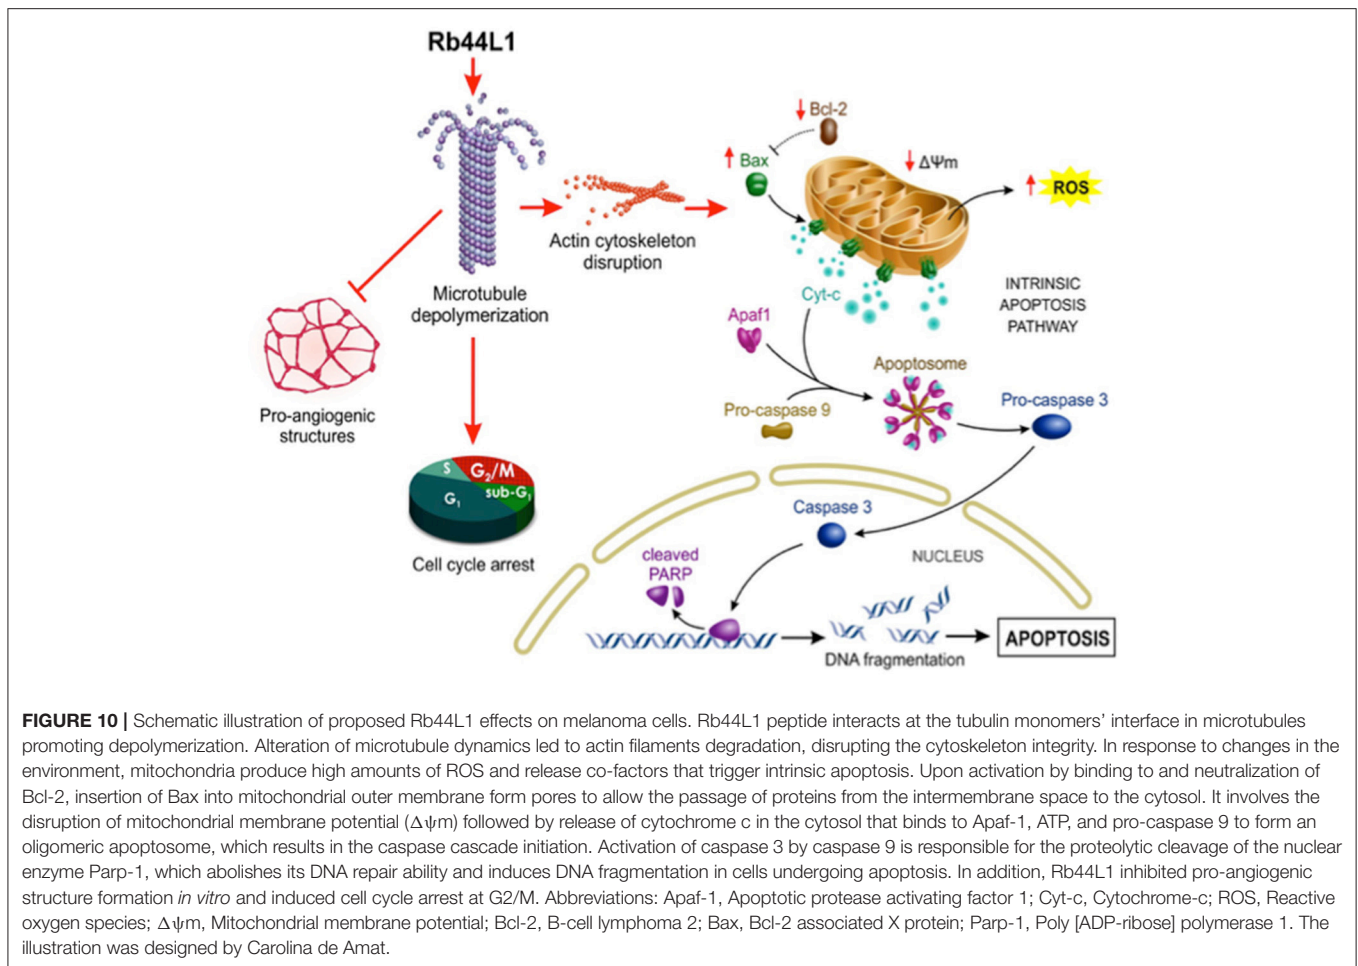 Rb44L1
Bcl-2
Bax
ΔΨm
ROS
Actin cytoskeleton
disruption
Microtubule
depolymerization
Cyt-c
INTRINSIC
APOPTOSIS
PATHWAY
Apaf1
Apoptosome
Pro-caspase 9
Pro-caspase 3
Pro-angiogenic
structures
S
G₂/M
sub-G₁
G₁
Cell cycle arrest
Caspase 3
NUCLEUS
cleaved
PARP
DNA fragmentation
APOPTOSIS
FIGURE 10 | Schematic illustration of proposed Rb44L1 effects on melanoma cells. Rb44L1 peptide interacts at the tubulin monomers' interface in microtubules
promoting depolymerization. Alteration of microtubule dynamics led to actin filaments degradation, disrupting the cytoskeleton integrity. In response to changes in the
environment, mitochondria produce high amounts of ROS and release co-factors that trigger intrinsic apoptosis. Upon activation by binding to and neutralization of
Bcl-2, insertion of Bax into mitochondrial outer membrane form pores to allow the passage of proteins from the intermembrane space to the cytosol. It involves the
disruption of mitochondrial membrane potential (Δψm) followed by release of cytochrome c in the cytosol that binds to Apaf-1, ATP, and pro-caspase 9 to form an
oligomeric apoptosome, which results in the caspase cascade initiation. Activation of caspase 3 by caspase 9 is responsible for the proteolytic cleavage of the nuclear
enzyme Parp-1, which abolishes its DNA repair ability and induces DNA fragmentation in cells undergoing apoptosis. In addition, Rb44L1 inhibited pro-angiogenic
structure formation in vitro and induced cell cycle arrest at G2/M. Abbreviations: Apaf-1, Apoptotic protease activating factor 1; Cyt-c, Cytochrome-c; ROS, Reactive
oxygen species; Δψm, Mitochondrial membrane potential; Bcl-2, B-cell lymphoma 2; Bax, Bcl-2 associated X protein; Parp-1, Poly [ADP-ribose] polymerase 1. The
illustration was designed by Carolina de Amat.